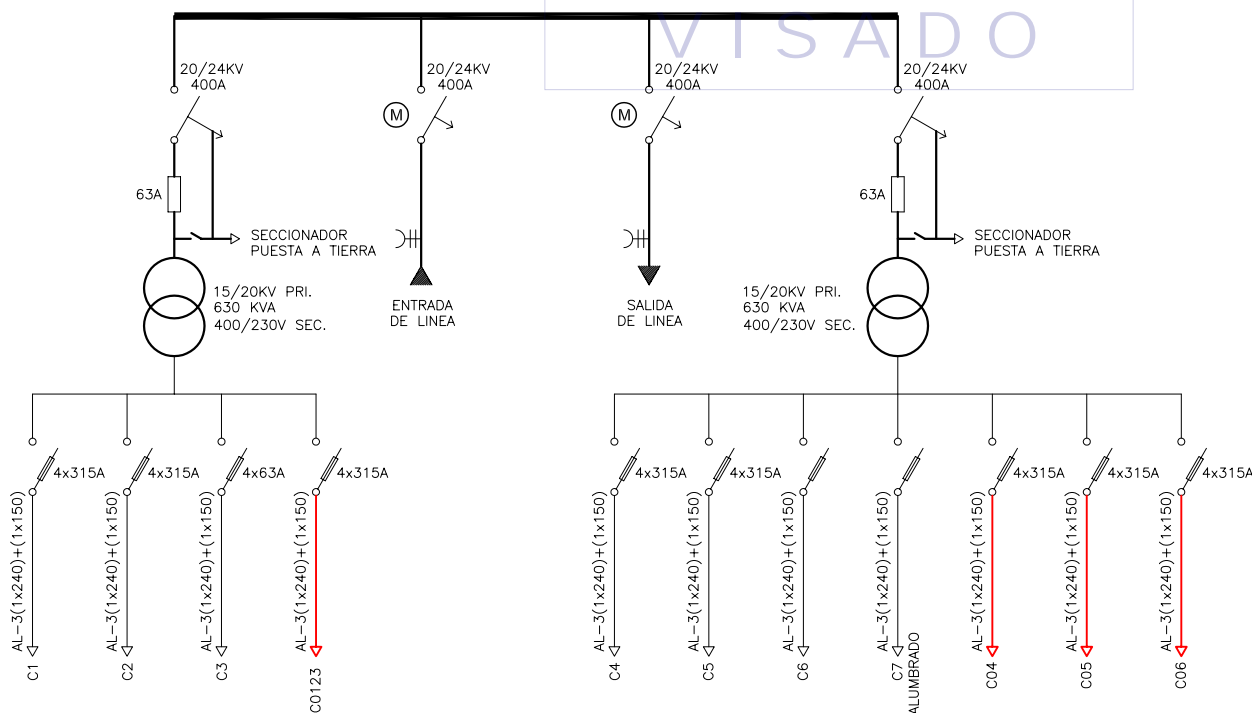 VISADO
20/24KV
400A
20/24KV
400A
20/24KV
400A
20/24KV
400A
M
M
63A
63A
SECCIONADOR
PUESTA A TIERRA
SECCIONADOR
PUESTA A TIERRA
15/20KV PRI.
630 KVA
400/230V SEC.
ENTRADA
DE LINEA
SALIDA
DE LINEA
15/20KV PRI.
630 KVA
400/230V SEC.
4x315A
4x315A
4x63A
4x315A
4x315A
4x315A
4x315A
4x315A
4x315A
AL-3(1x240)+(1x150)
AL-3(1x240)+(1x150)
AL-3(1x240)+(1x150)
AL-3(1x240)+(1x150)
AL-3(1x240)+(1x150)
AL-3(1x240)+(1x150)
AL-3(1x240)+(1x150)
AL-3(1x240)+(1x150)
AL-3(1x240)+(1x150)
AL-3(1x240)+(1x150)
AL-3(1x240)+(1x150)
C1
C2
C3
C0123
C4
C5
C6
C7
ALUMBRADO
C04
C05
C06